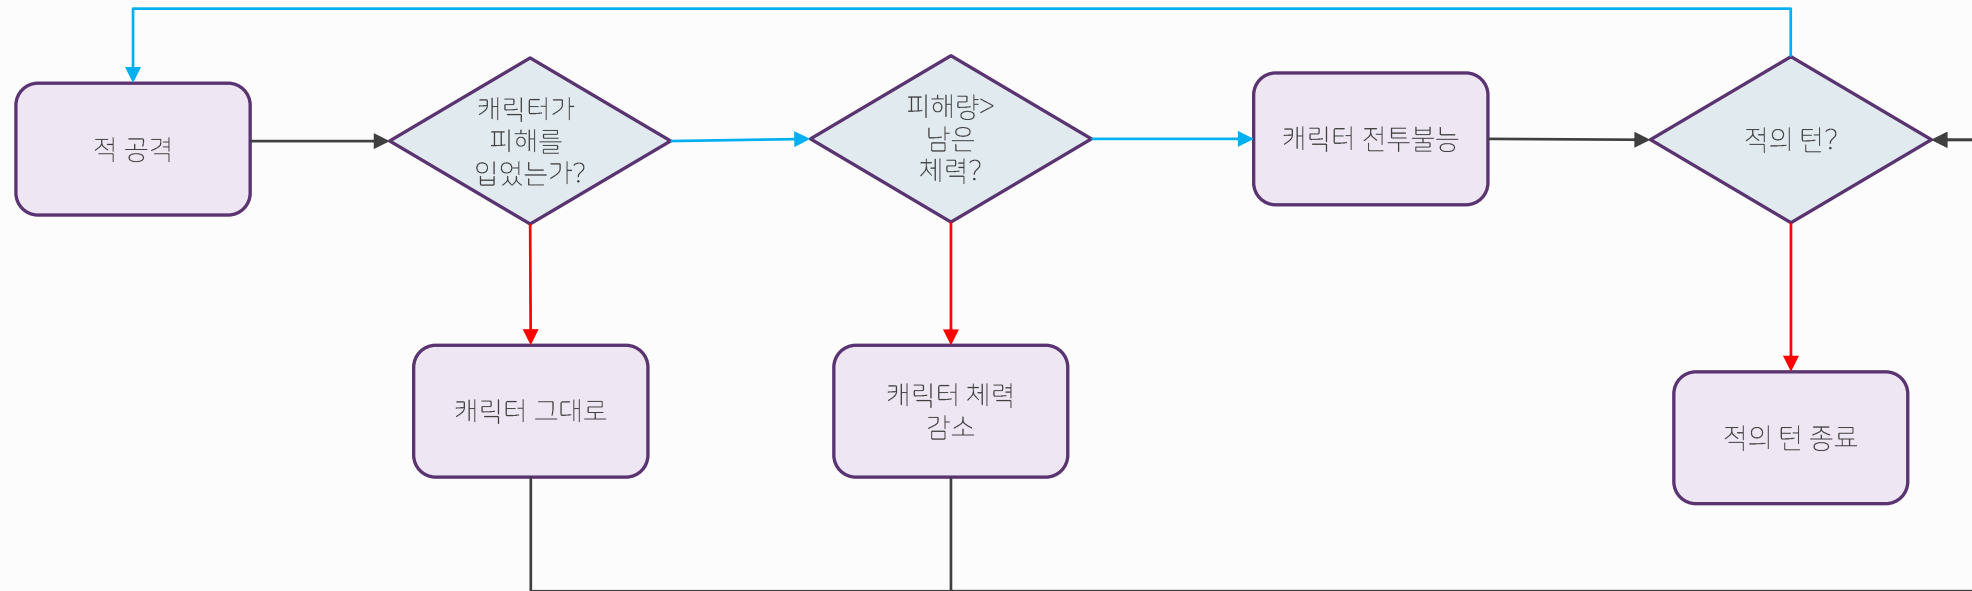 적 공격
캐릭터가
피해를
입었는가?
피해량>
남은
체력?
캐릭터 전투불능
적의 턴?
캐릭터 그대로
캐릭터 체력
감소
적의 턴 종료